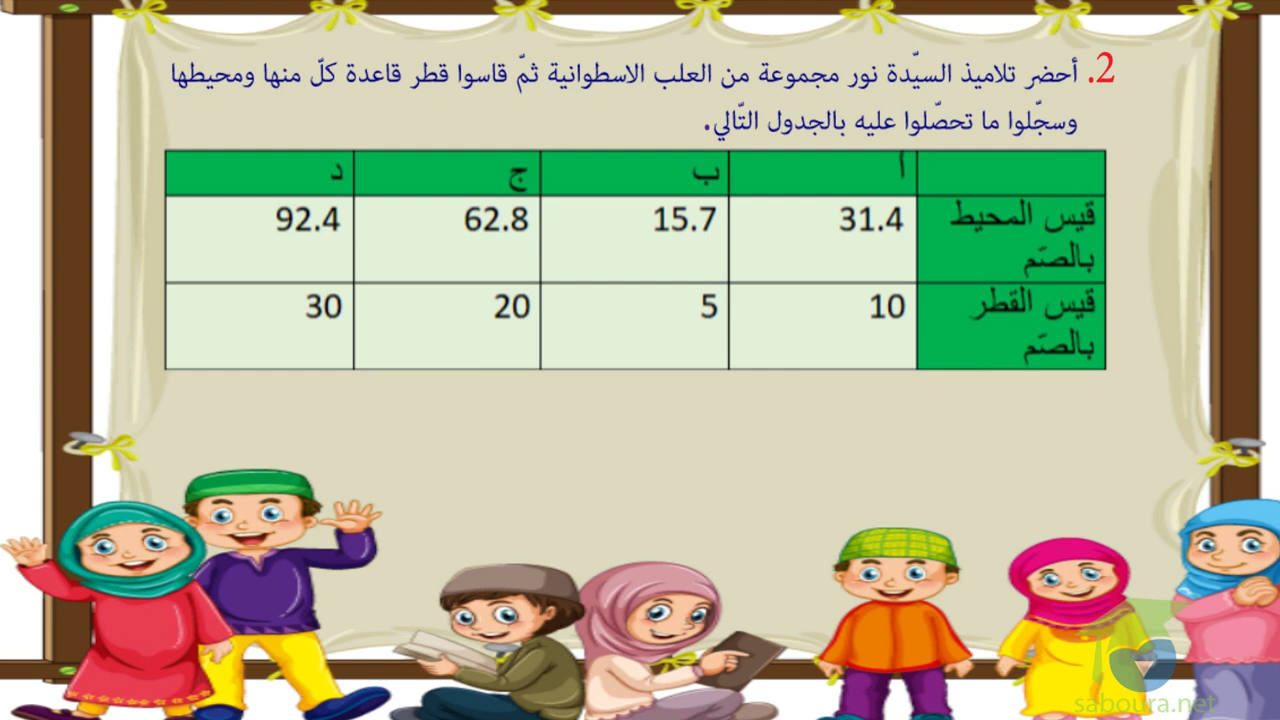 2. أحضر تلاميذ السيّدة نور مجموعة من العلب الاسطوانية ثمّ قاسوا قطر قاعدة كلّ منها ومحيطها
وسجّلوا ما تحصّلوا عليه بالجدول التّالي.
أ ب ج د
قيس المحيط بالصّم 31.4 15.7 62.8 92.4
قيس القطر بالصّم 10 5 20 30
saboura.net